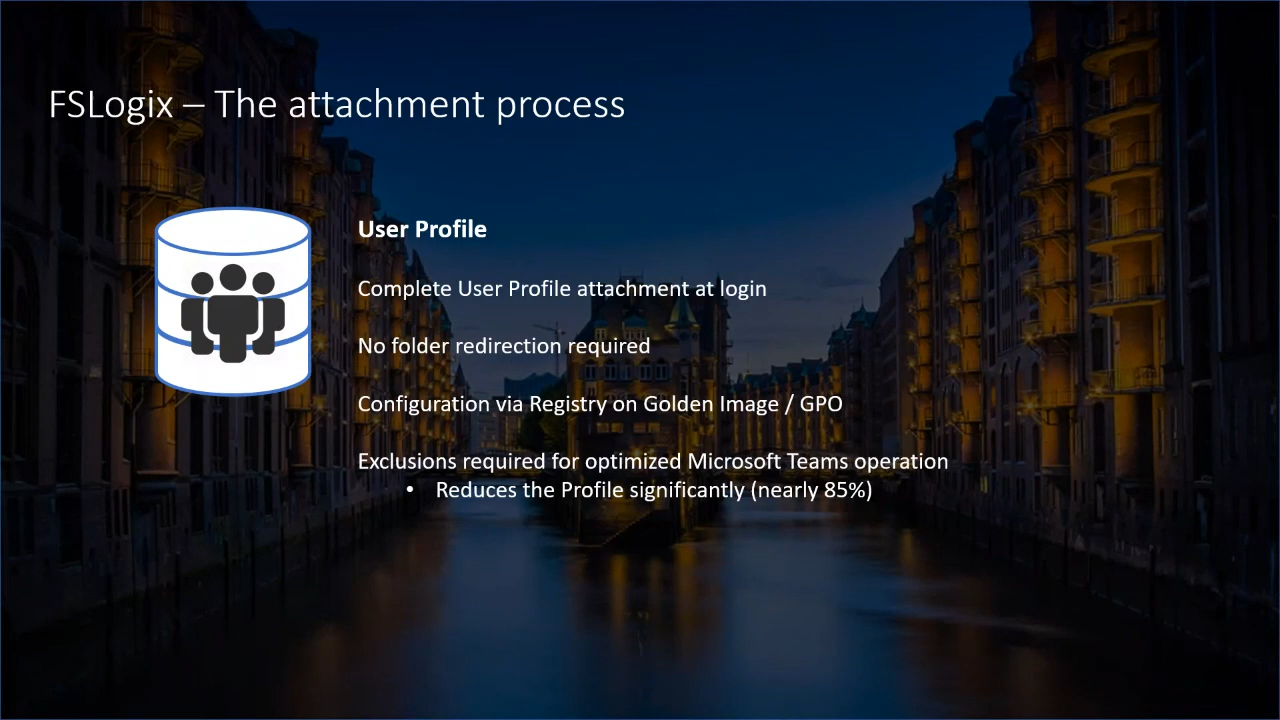 FSLogix – The attachment process
User Profile
Complete User Profile attachment at login
No folder redirection required
Configuration via Registry on Golden Image / GPO
Exclusions required for optimized Microsoft Teams operation
• Reduces the Profile significantly (nearly 85%)